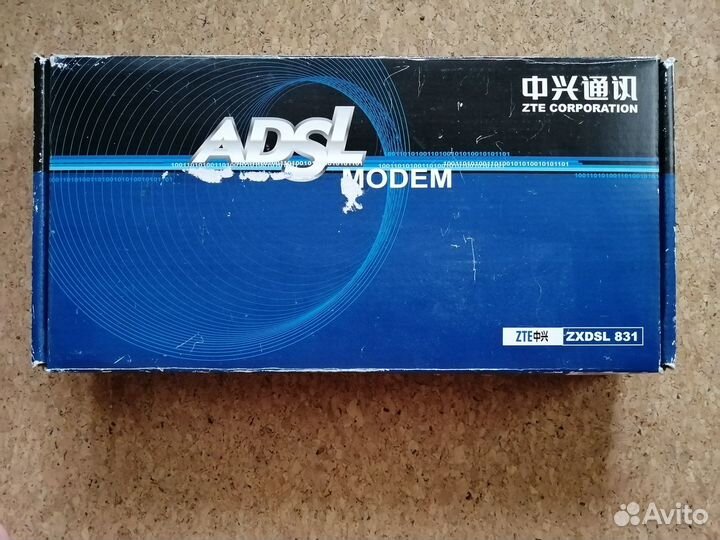 中兴通讯
ZTE CORPORATION
ADSL
MODEM
ZTE中兴 ZXDSL 831
Avito